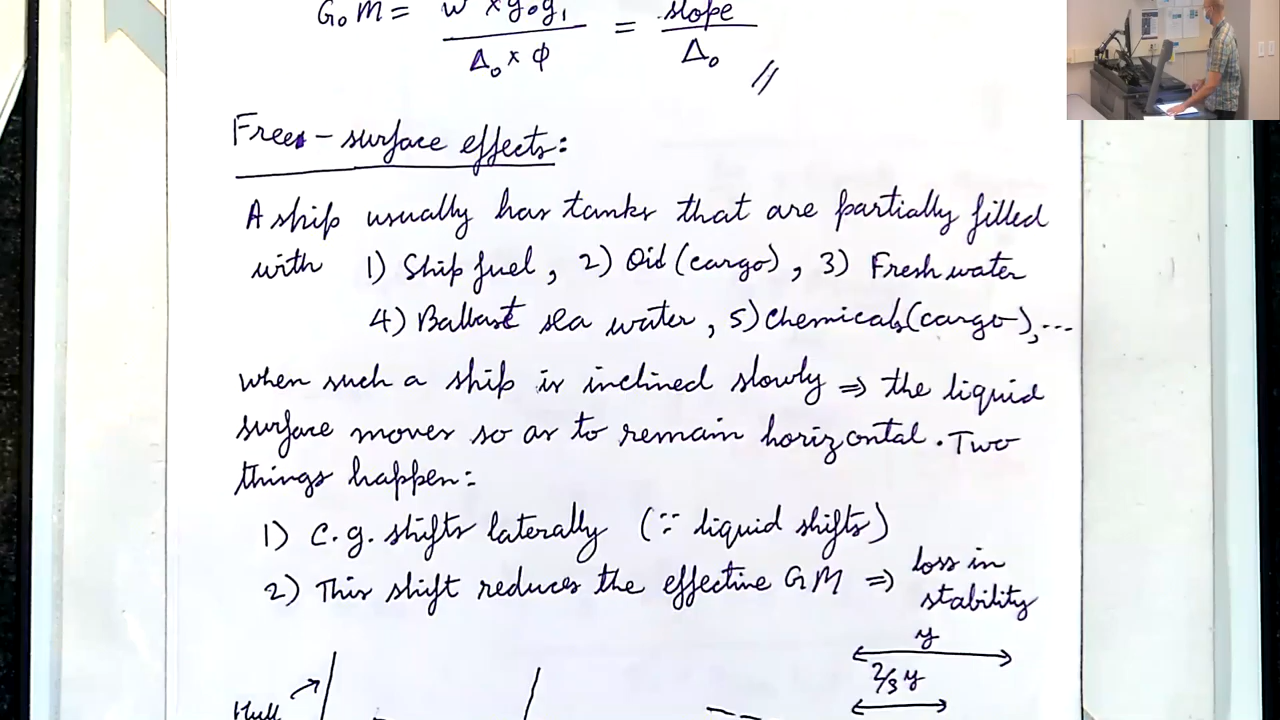 G₀M = w × g₀g₁ / Δ₀ × φ = slope / Δ₀ //
Free - surface effects:
A ship usually has tanks that are partially filled
with 1) Ship fuel, 2) Oil (cargo), 3) Fresh water
4) Ballast sea water, 5) Chemicals (cargo), ...
when such a ship is inclined slowly ⇒ the liquid
surface moves so as to remain horizontal. Two
things happen:
1) C.g. shifts laterally (∵ liquid shifts)
2) This shift reduces the effective GM ⇒ loss in stability
y
2/3 y
Hull